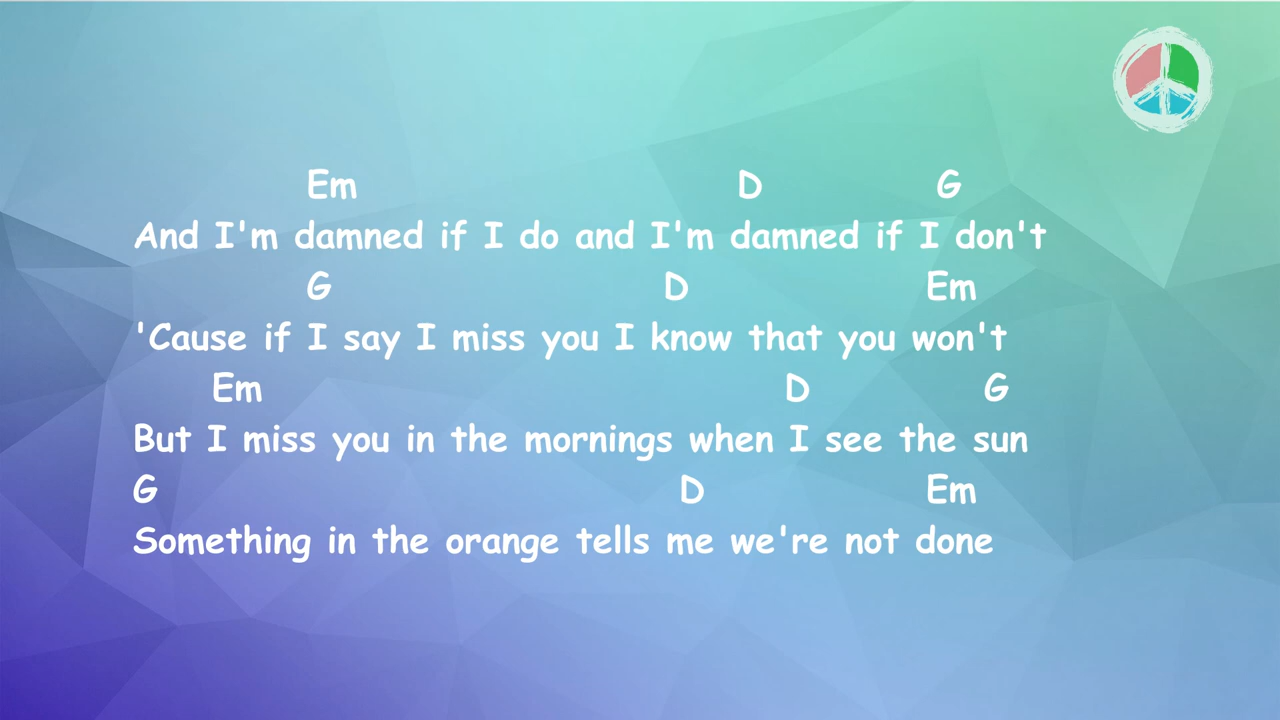 Em D G
And I'm damned if I do and I'm damned if I don't
G D Em
'Cause if I say I miss you I know that you won't
Em D G
But I miss you in the mornings when I see the sun
G D Em
Something in the orange tells me we're not done